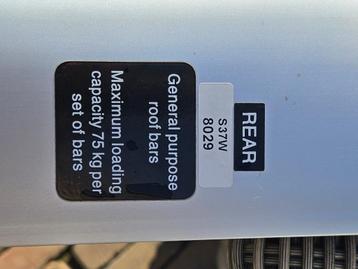 General purpose
roof bars
Maximum loading
capacity 75 kg per
set of bars
S37W
8029
REAR